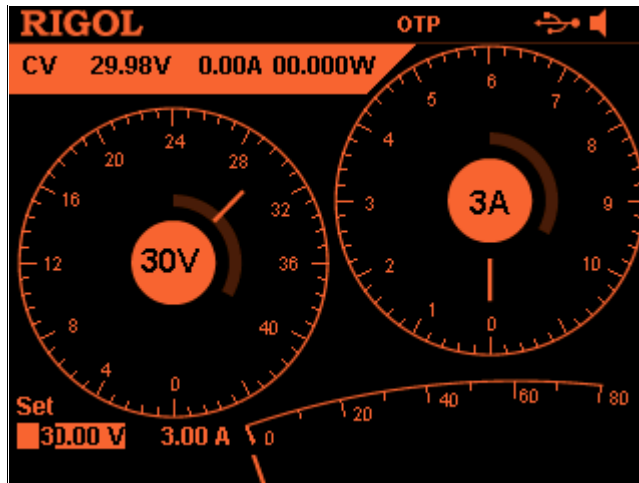 RIGOL OTP
CV 29.98V 0.00A 00.000W
0 4 8 12 16 20 24 28 32 36 40
30V
0 1 2 3 4 5 6 7 8 9 10
3A
Set
30.00 V 3.00 A
0 20 40 60 80